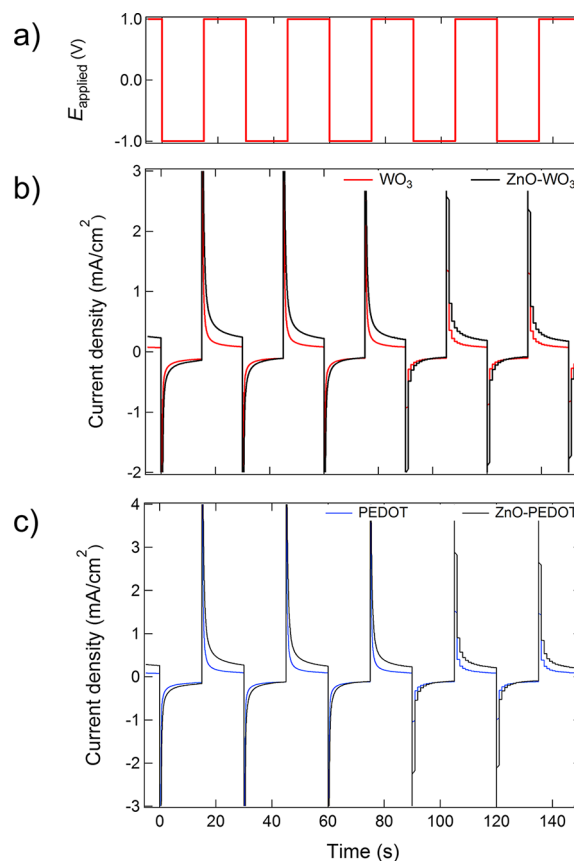 a)
1.0
0.0
-1.0
E_applied (V)
b)
WO₃
ZnO-WO₃
3
2
1
0
-1
-2
Current density (mA/cm²)
c)
PEDOT
ZnO-PEDOT
4
3
2
1
0
-1
-2
-3
Current density (mA/cm²)
0 20 40 60 80 100 120 140
Time (s)